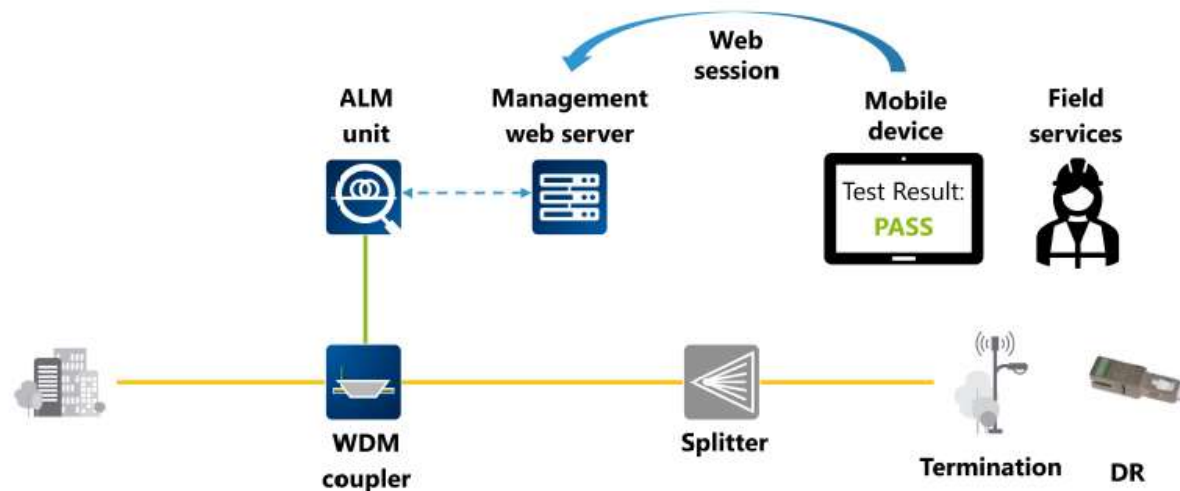 Web
session
ALM
unit
Management
web server
Mobile
device
Field
services
Test Result:
PASS
WDM
coupler
Splitter
Termination
DR